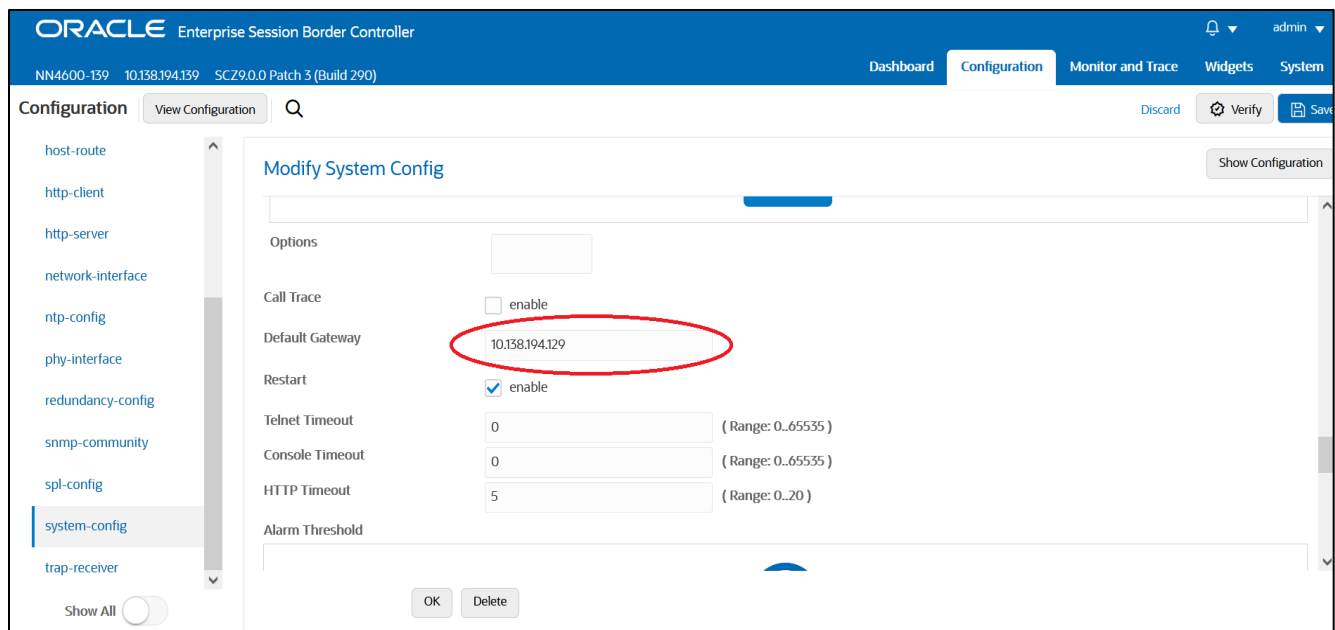 ORACLE Enterprise Session Border Controller
admin
NN4600-139 10.138.194.139 SCZ9.0.0 Patch 3 (Build 290)
Dashboard Configuration Monitor and Trace Widgets System
Configuration View Configuration
Discard Verify Save
host-route
http-client
http-server
network-interface
ntp-config
phy-interface
redundancy-config
snmp-community
spl-config
system-config
trap-receiver
Show All
Modify System Config
Show Configuration
Options
Call Trace enable
Default Gateway 10.138.194.129
Restart enable
Telnet Timeout 0 ( Range: 0..65535 )
Console Timeout 0 ( Range: 0..65535 )
HTTP Timeout 5 ( Range: 0..20 )
Alarm Threshold
OK Delete